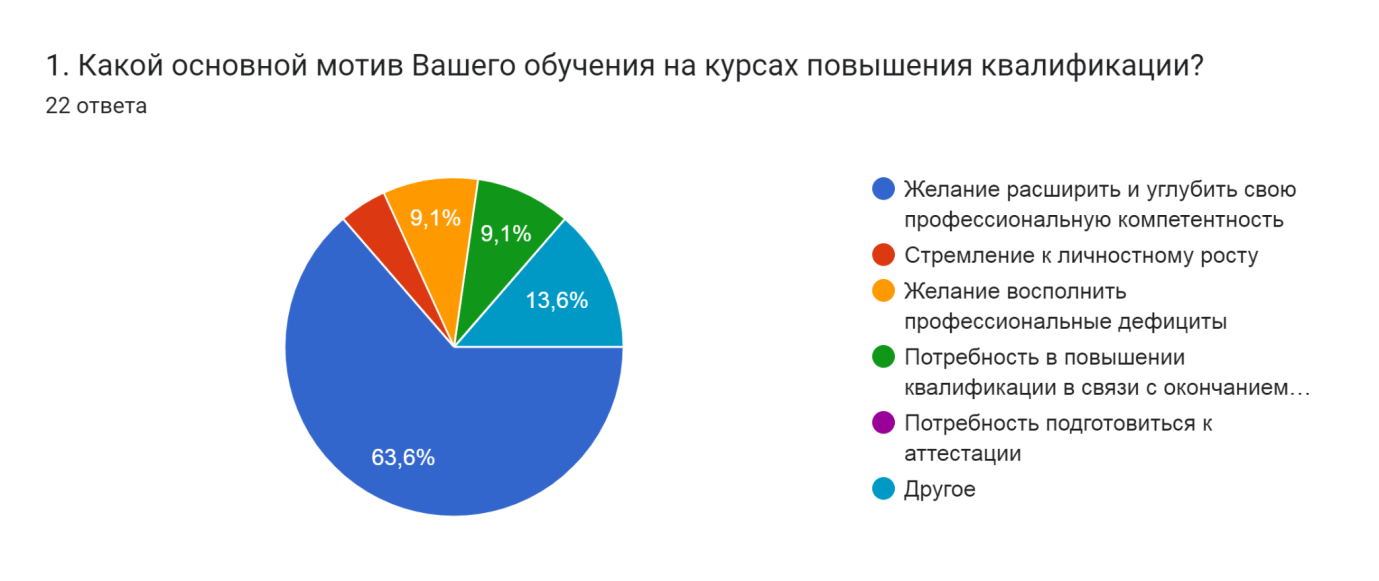 1. Какой основной мотив Вашего обучения на курсах повышения квалификации?
22 ответа
9,1%
9,1%
13,6%
63,6%
Желание расширить и углубить свою
профессиональную компетентность
Стремление к личностному росту
Желание восполнить
профессиональные дефициты
Потребность в повышении
квалификации в связи с окончанием…
Потребность подготовиться к
аттестации
Другое